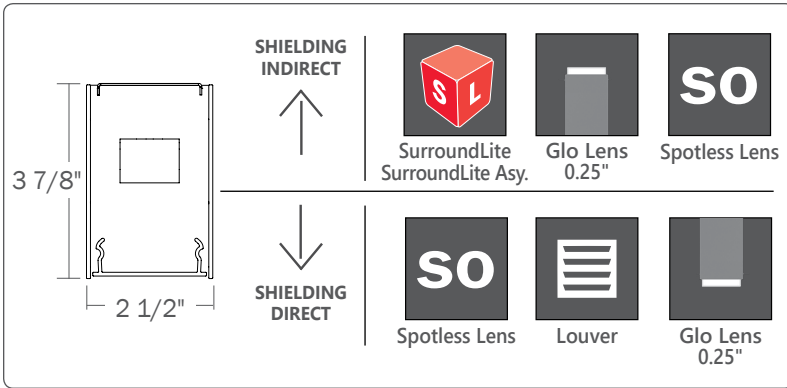 SHIELDING
INDIRECT
S L
SO
SurroundLite
SurroundLite Asy.
Glo Lens
0.25"
Spotless Lens
3 7/8"
2 1/2"
SHIELDING
DIRECT
SO
Spotless Lens
Louver
Glo Lens
0.25"